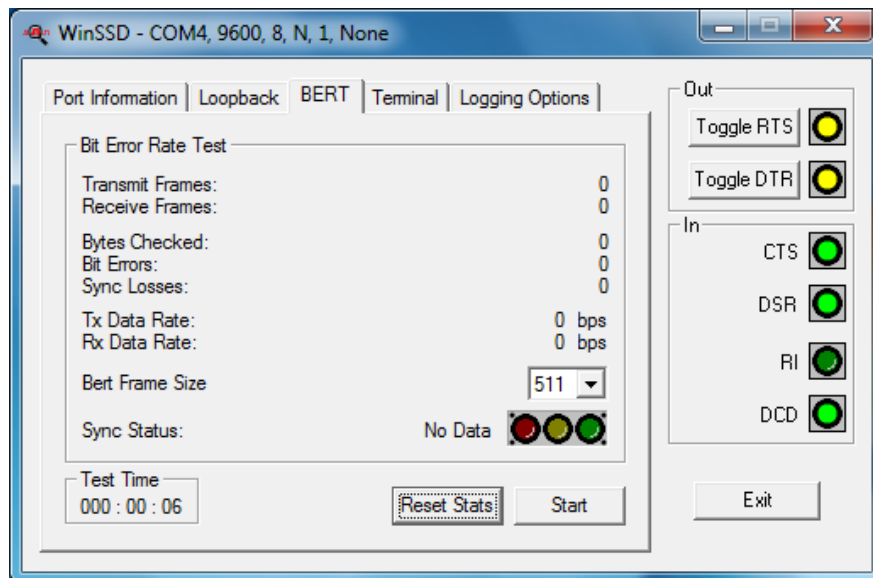 WinSSD - COM4, 9600, 8, N, 1, None
Port Information Loopback BERT Terminal Logging Options
Bit Error Rate Test
Transmit Frames: 0
Receive Frames: 0
Bytes Checked: 0
Bit Errors: 0
Sync Losses: 0
Tx Data Rate: 0 bps
Rx Data Rate: 0 bps
Bert Frame Size 511
Sync Status: No Data
Test Time
000 : 00 : 06
Reset Stats Start
Out
Toggle RTS
Toggle DTR
In
CTS
DSR
RI
DCD
Exit